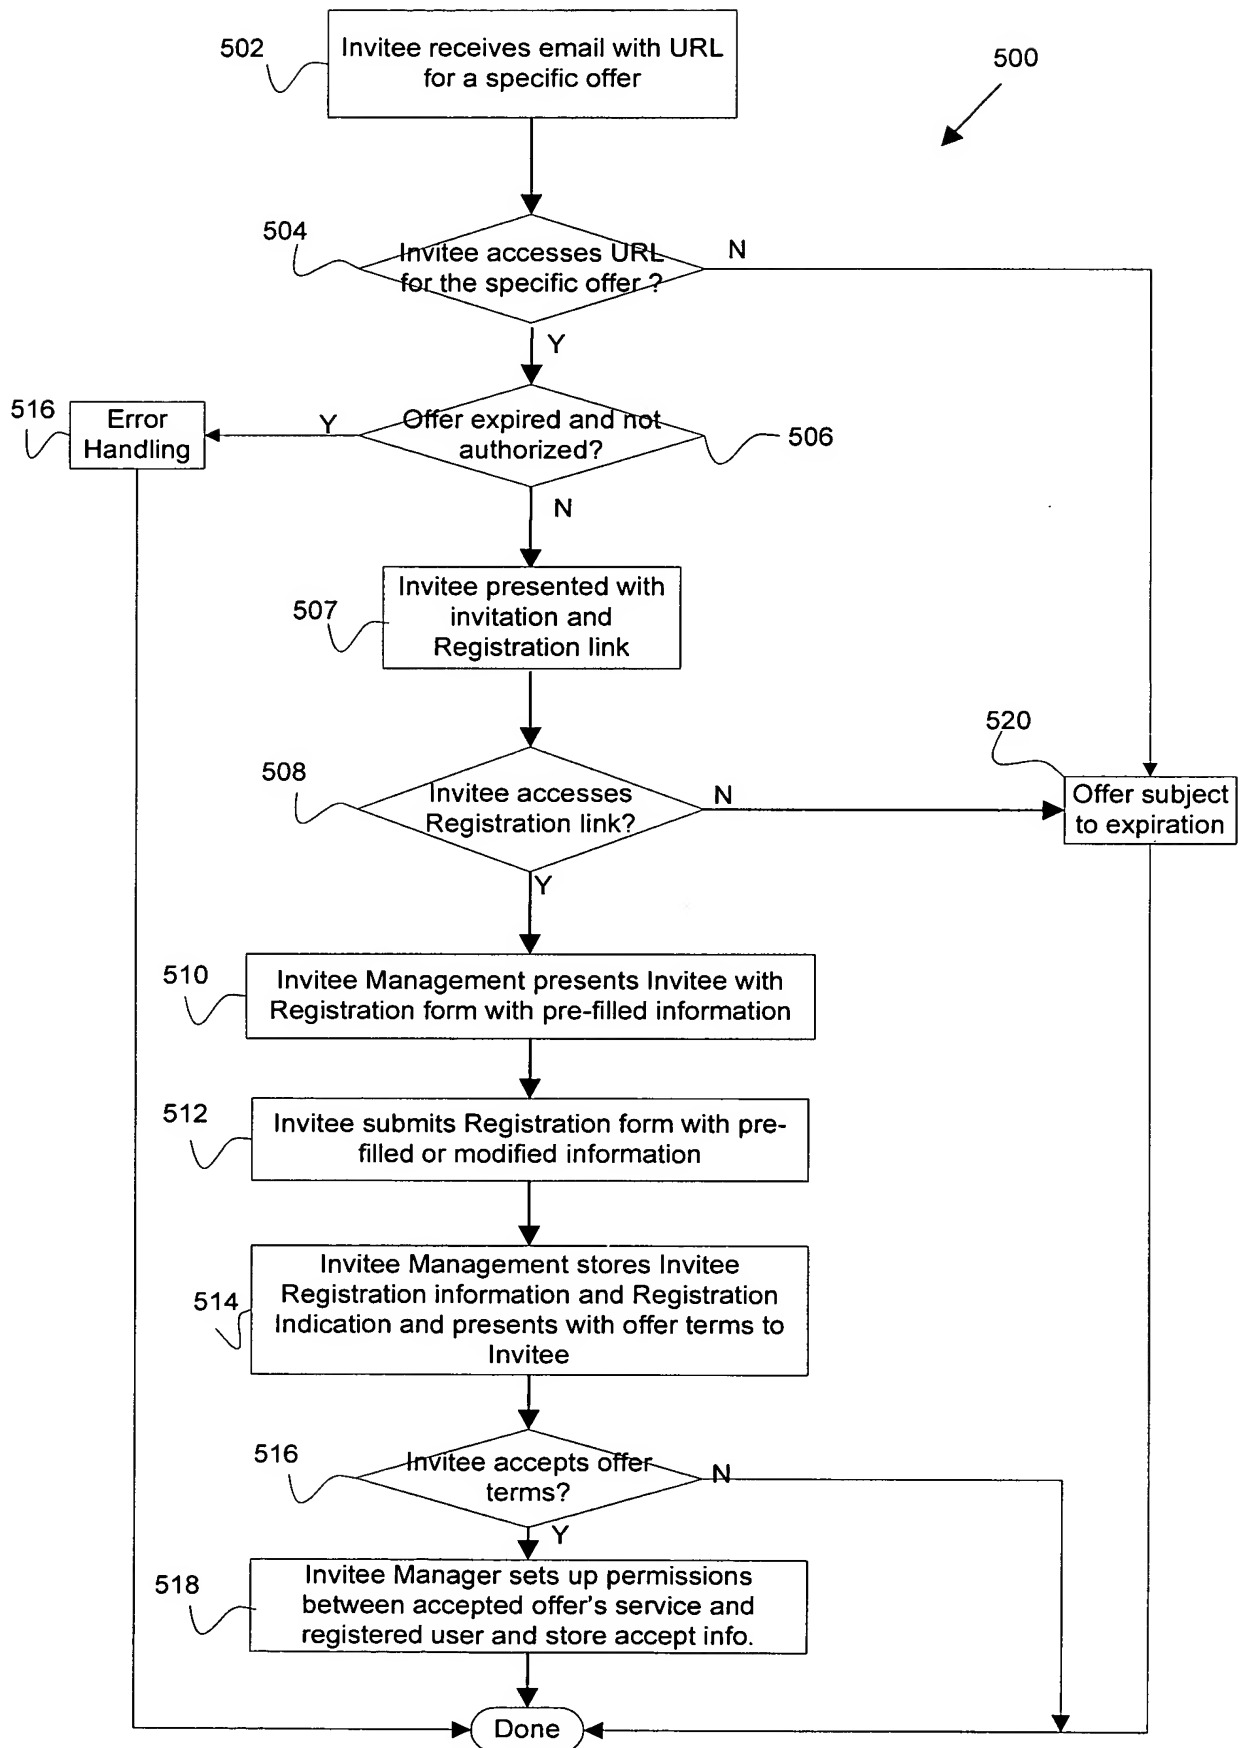 502
Invitee receives email with URL
for a specific offer
500
504
Invitee accesses URL
for the specific offer ?
N
Y
516
Error
Handling
Y
Offer expired and not
authorized?
506
N
507
Invitee presented with
invitation and
Registration link
520
508
Invitee accesses
Registration link?
N
Offer subject
to expiration
Y
510
Invitee Management presents Invitee with
Registration form with pre-filled information
512
Invitee submits Registration form with pre-
filled or modified information
514
Invitee Management stores Invitee
Registration information and Registration
Indication and presents with offer terms to
Invitee
516
Invitee accepts offer
terms?
N
Y
518
Invitee Manager sets up permissions
between accepted offer's service and
registered user and store accept info.
Done